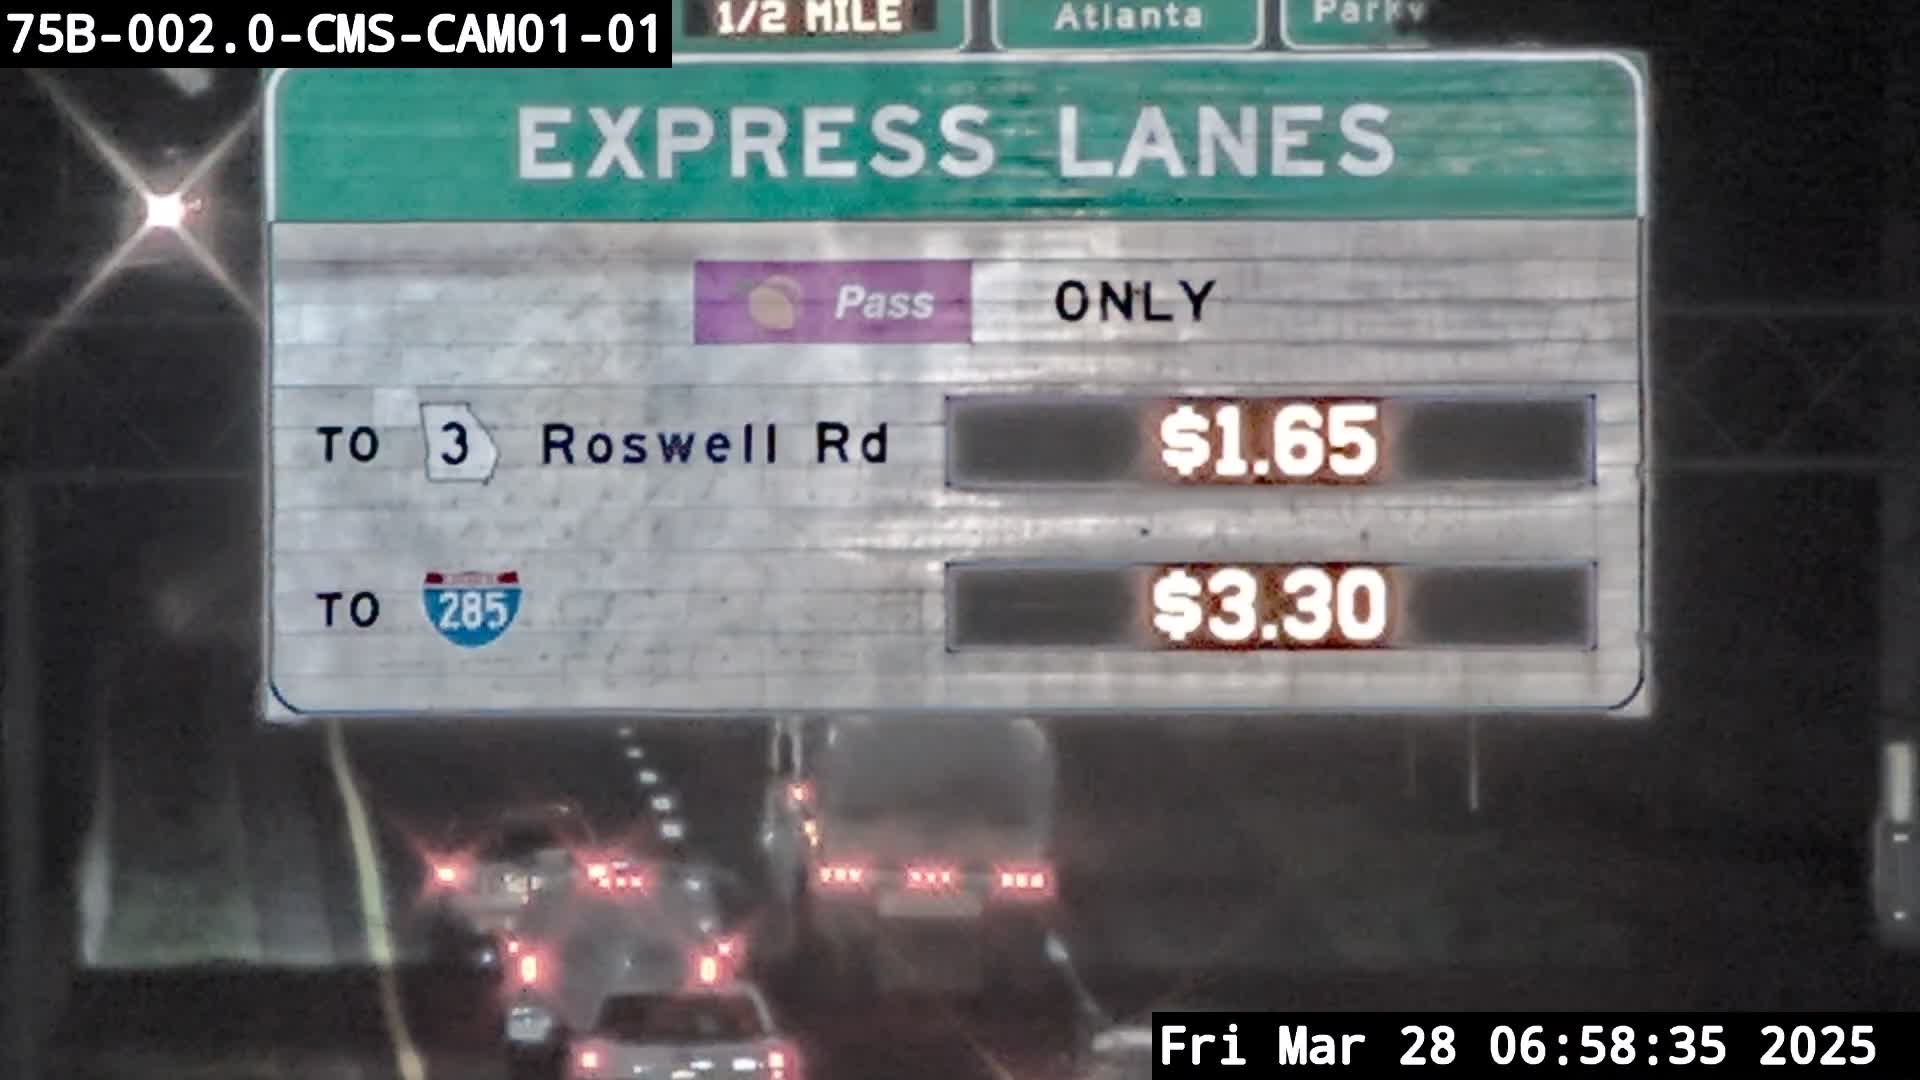 75B-002.0-CMS-CAM01-01
1/2 MILE
Atlanta
EXPRESS LANES
Pass ONLY
TO 3 Roswell Rd $1.65
TO 285 $3.30
Fri Mar 28 06:58:35 2025